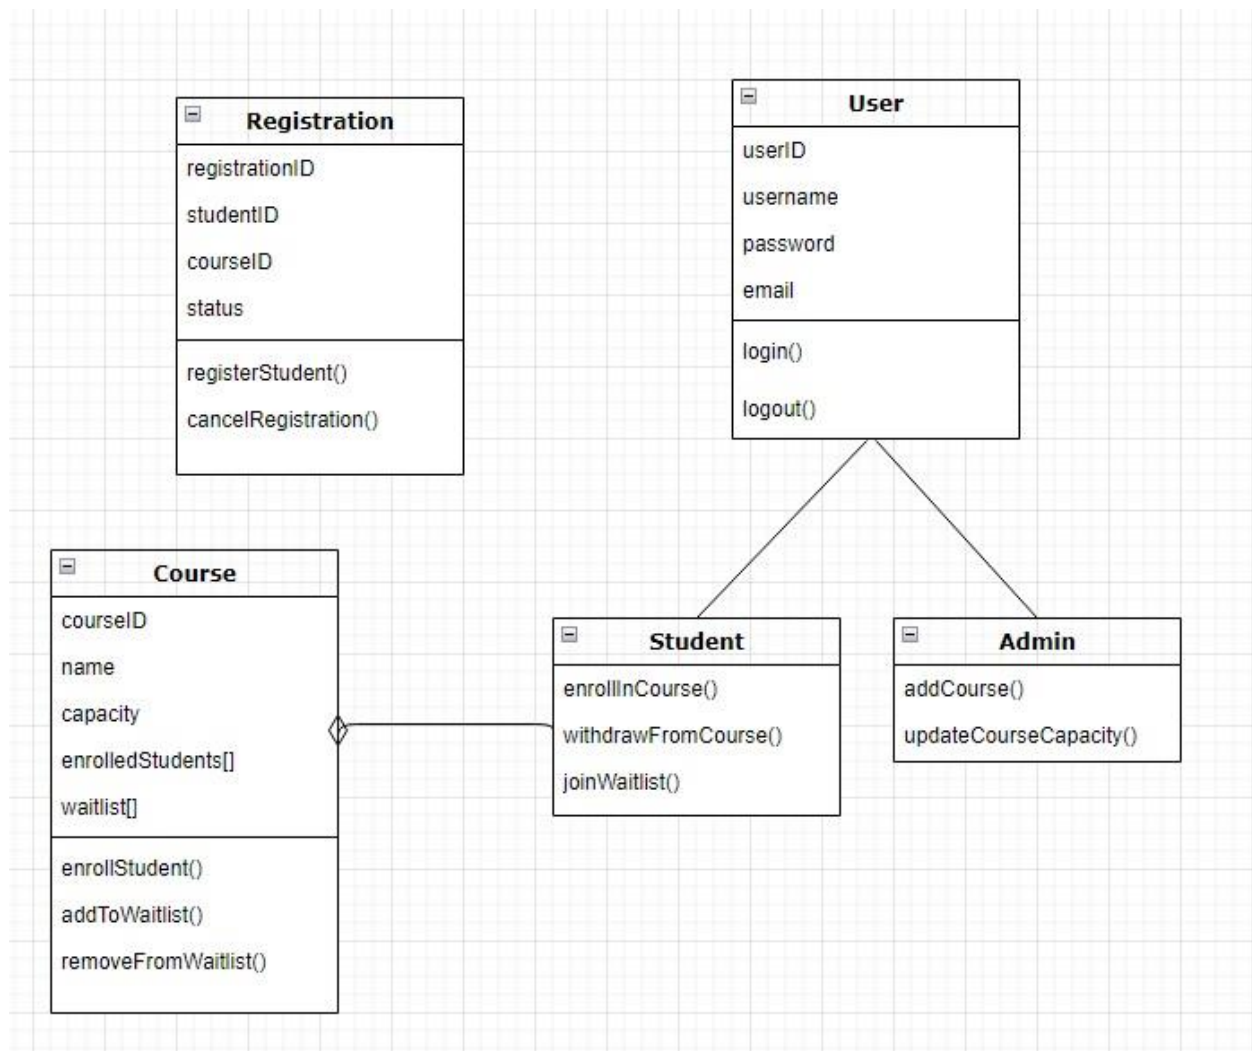 Registration
registrationID
studentID
courseID
status
registerStudent()
cancelRegistration()
User
userID
username
password
email
login()
logout()
Course
courseID
name
capacity
enrolledStudents[]
waitlist[]
enrollStudent()
addToWaitlist()
removeFromWaitlist()
Student
enrollInCourse()
withdrawFromCourse()
joinWaitlist()
Admin
addCourse()
updateCourseCapacity()